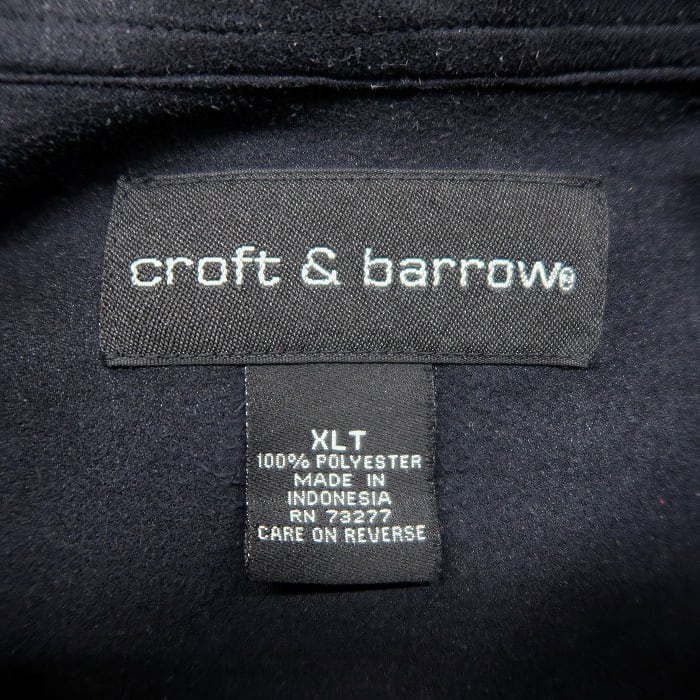 croft & barrow®
XLT
100% POLYESTER
MADE IN
INDONESIA
RN 73277
CARE ON REVERSE